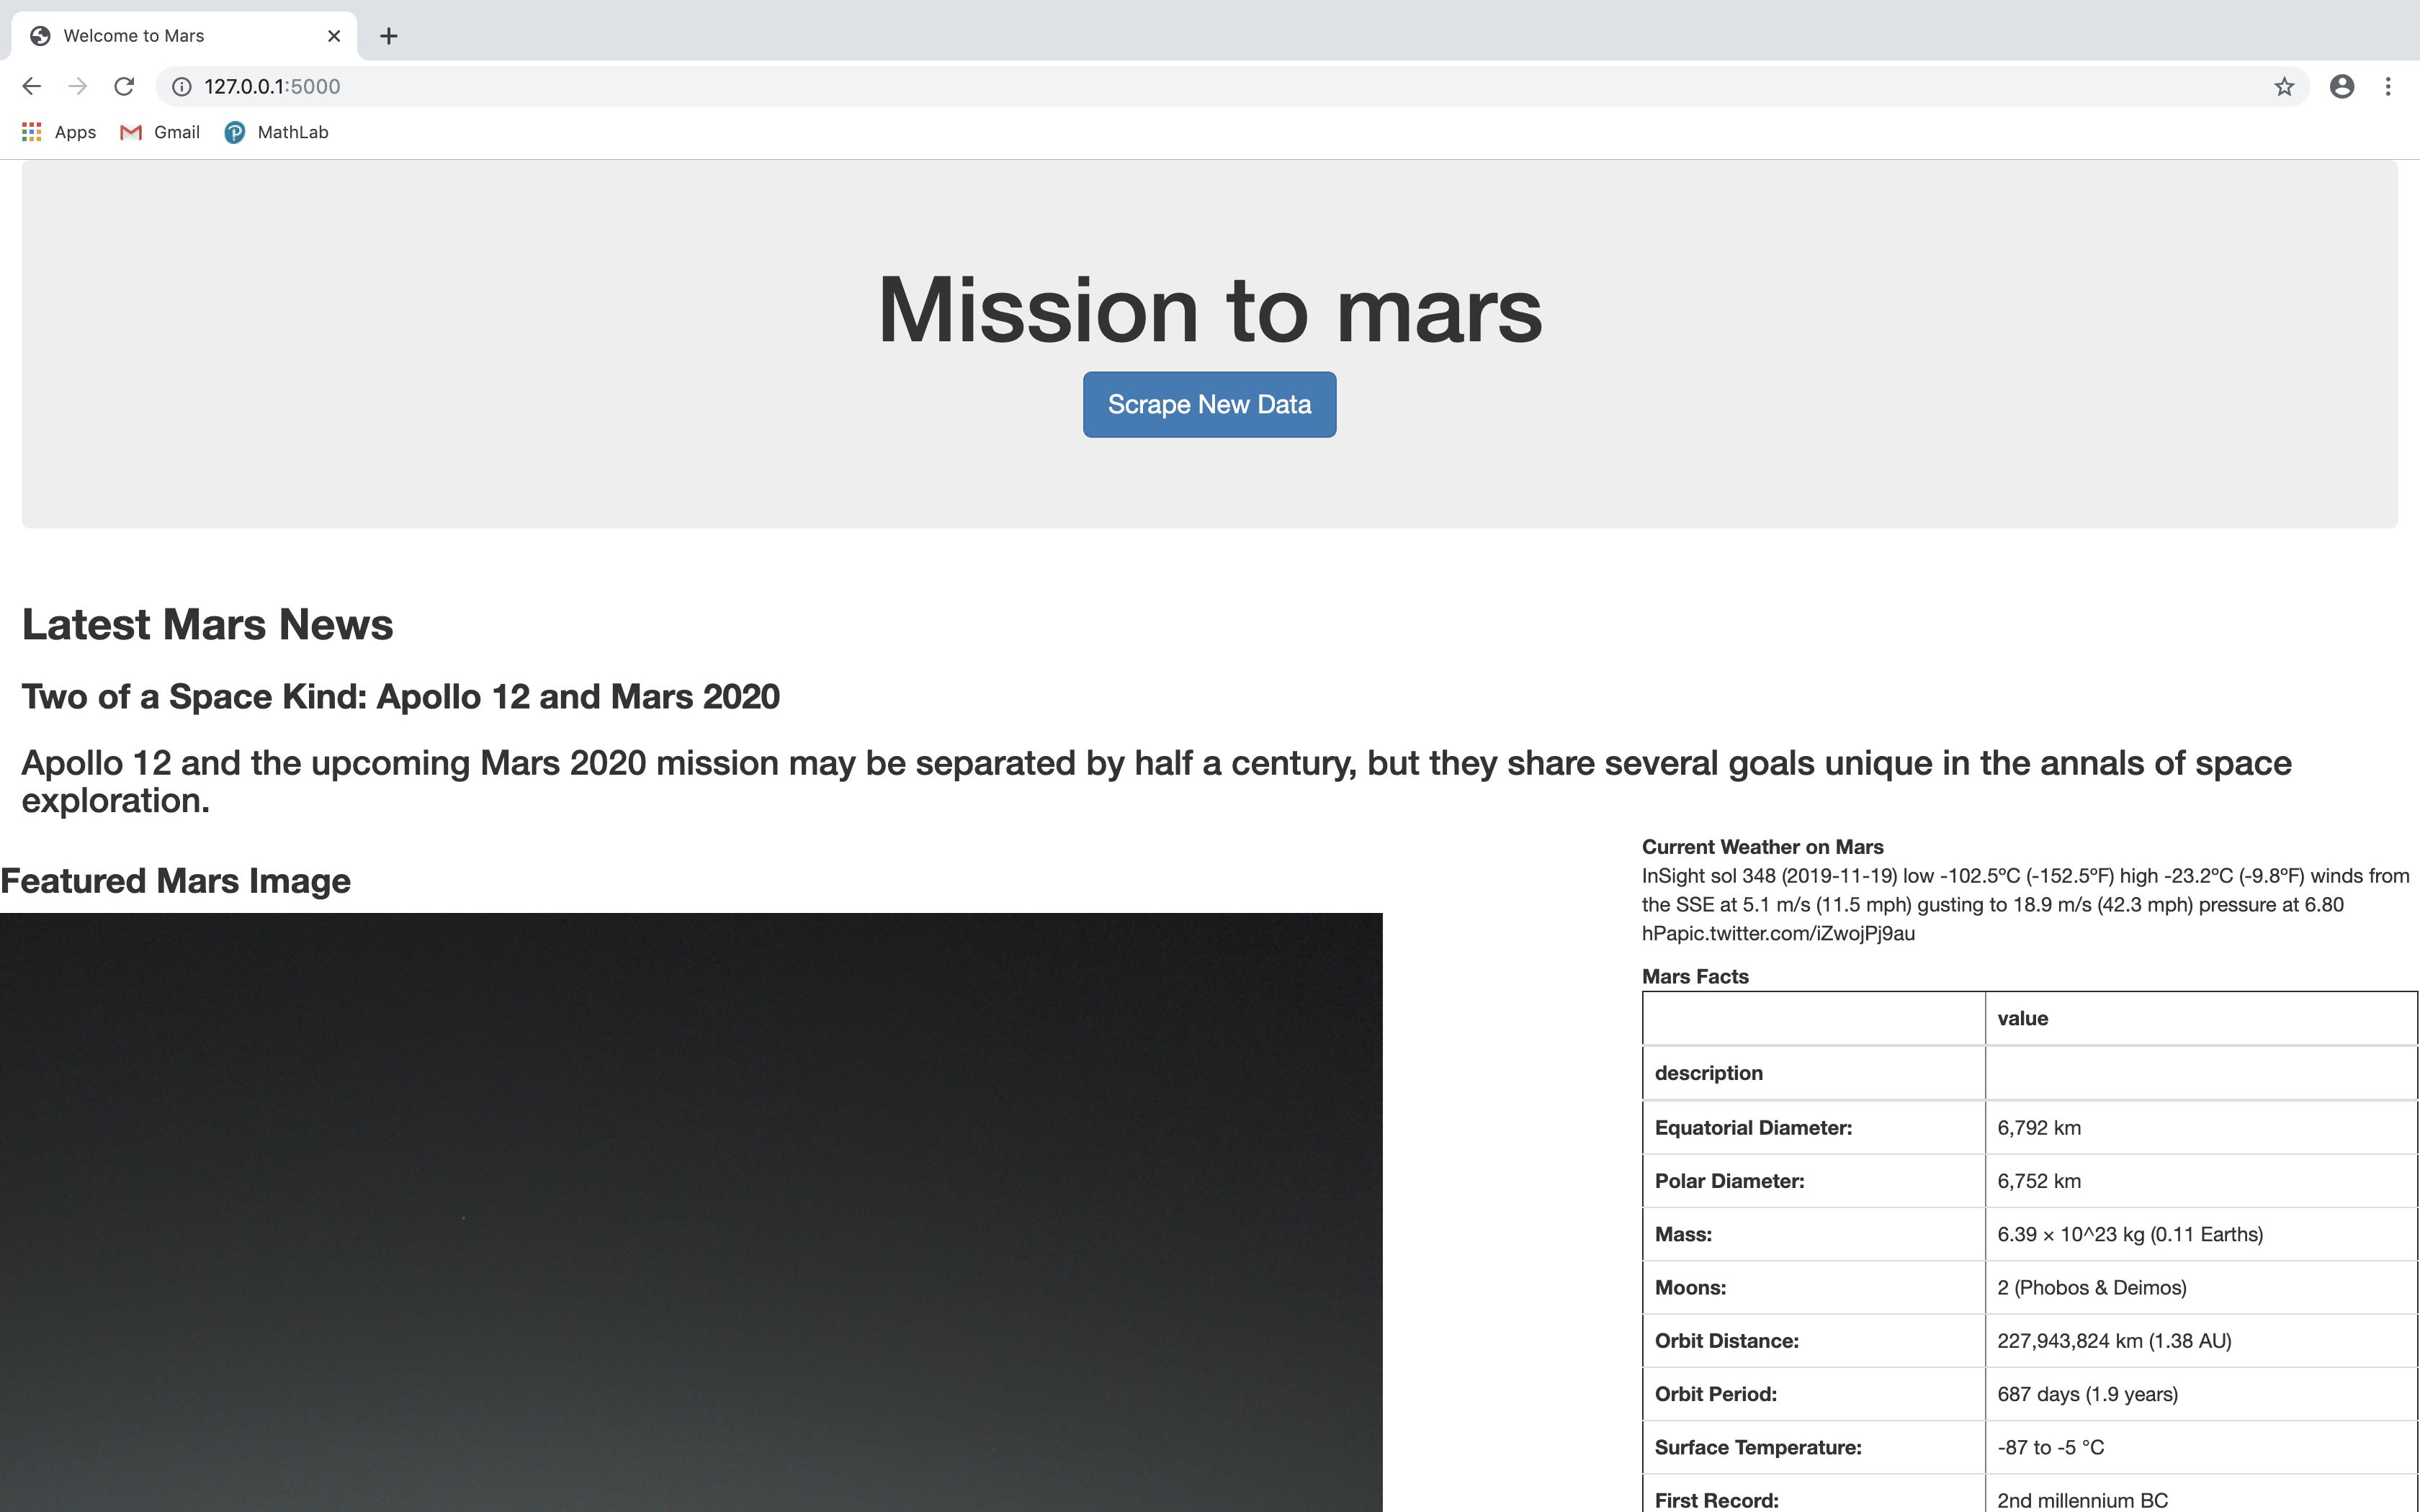 Welcome to Mars
127.0.0.1:5000
Apps Gmail MathLab
Mission to mars
Scrape New Data
Latest Mars News
Two of a Space Kind: Apollo 12 and Mars 2020
Apollo 12 and the upcoming Mars 2020 mission may be separated by half a century, but they share several goals unique in the annals of space
exploration.
Featured Mars Image
Current Weather on Mars
InSight sol 348 (2019-11-19) low -102.5ºC (-152.5ºF) high -23.2ºC (-9.8ºF) winds from
the SSE at 5.1 m/s (11.5 mph) gusting to 18.9 m/s (42.3 mph) pressure at 6.80
hPapic.twitter.com/iZwojPj9au
Mars Facts
value
description
Equatorial Diameter: 6,792 km
Polar Diameter: 6,752 km
Mass: 6.39 × 10^23 kg (0.11 Earths)
Moons: 2 (Phobos & Deimos)
Orbit Distance: 227,943,824 km (1.38 AU)
Orbit Period: 687 days (1.9 years)
Surface Temperature: -87 to -5 °C
First Record: 2nd millennium BC